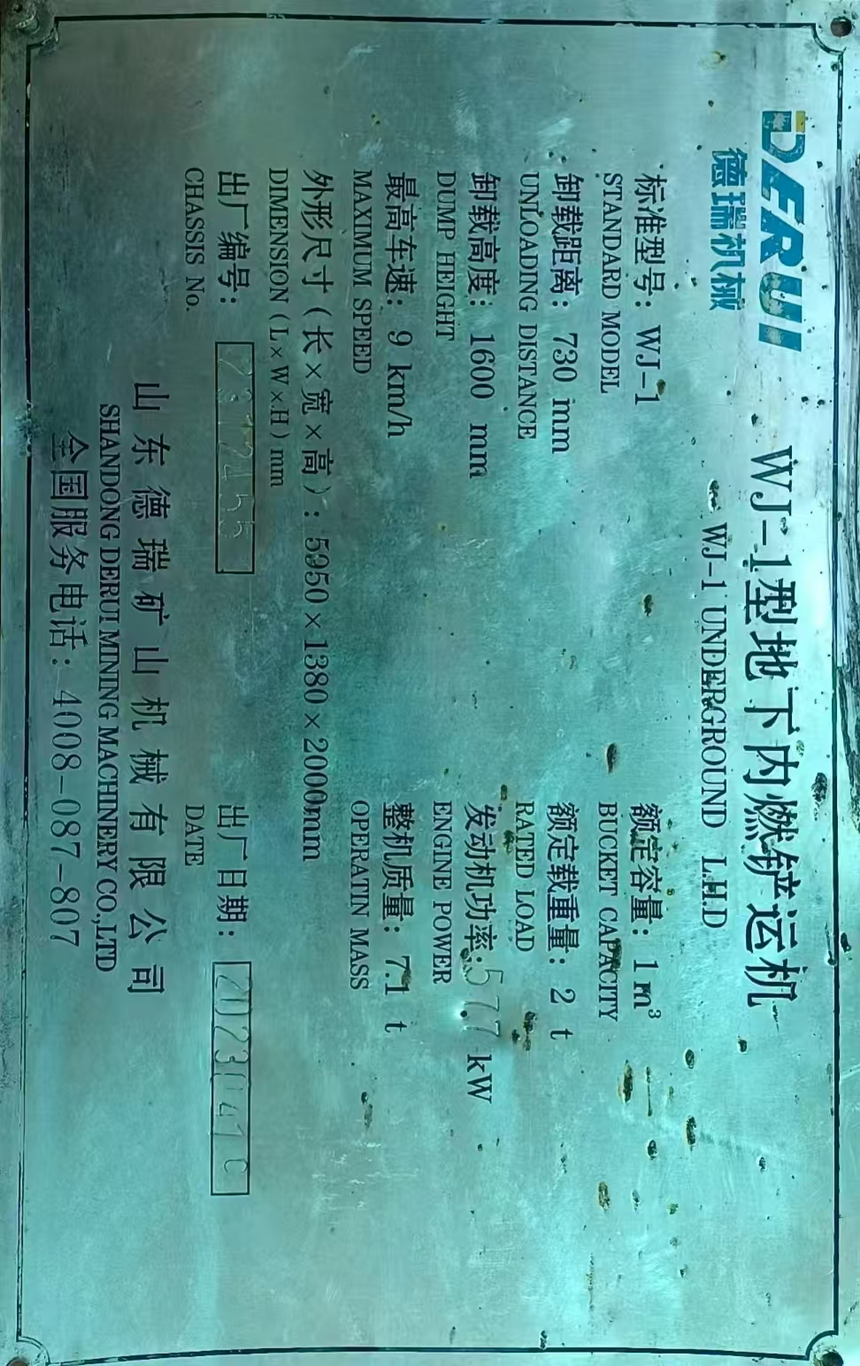 DERUI
德瑞机械
WJ-1型地下内燃铲运机
WJ-1 UNDERGROUND L.H.D
标准型号：WJ-1
STANDARD MODEL
额定容量：1 m³
BUCKET CAPACITY
卸载距离：730 mm
UNLOADING DISTANCE
额定载重量：2 t
RATED LOAD
卸载高度：1600 mm
DUMP HEIGHT
发动机功率： kW
ENGINE POWER
最高车速：9 km/h
MAXIMUM SPEED
整机质量：7.1 t
OPERATIN MASS
外形尺寸（长×宽×高）：5950×1380×2000mm
DIMENSION（L×W×H）mm
出厂编号：
CHASSIS No.
出厂日期：
DATE
山东德瑞矿山机械有限公司
SHANDONG DERUI MINING MACHINERY CO.,LTD
全国服务电话：4008-087-807